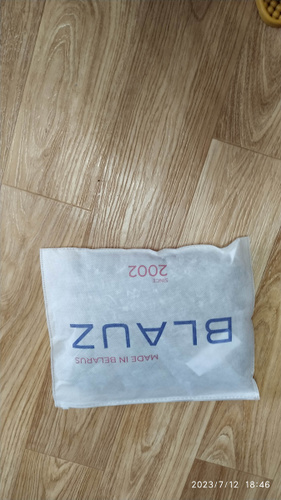 MADE IN BELARUS
BLAUZ
SINCE
2002
2023/7/12 18:46